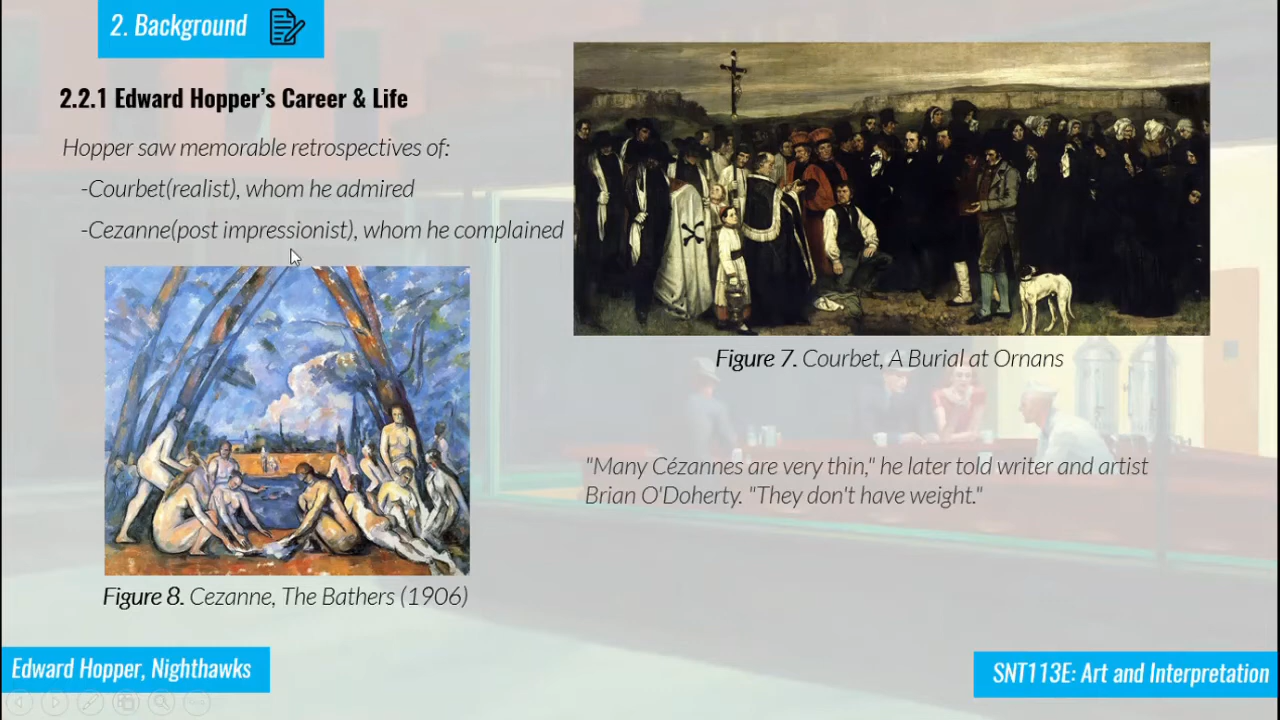 2. Background
2.2.1 Edward Hopper's Career & Life
Hopper saw memorable retrospectives of:
-Courbet(realist), whom he admired
-Cezanne(post impressionist), whom he complained
Figure 7. Courbet, A Burial at Ornans
"Many Cézannes are very thin," he later told writer and artist
Brian O'Doherty. "They don't have weight."
Figure 8. Cezanne, The Bathers (1906)
Edward Hopper, Nighthawks
SNT113E: Art and Interpretation